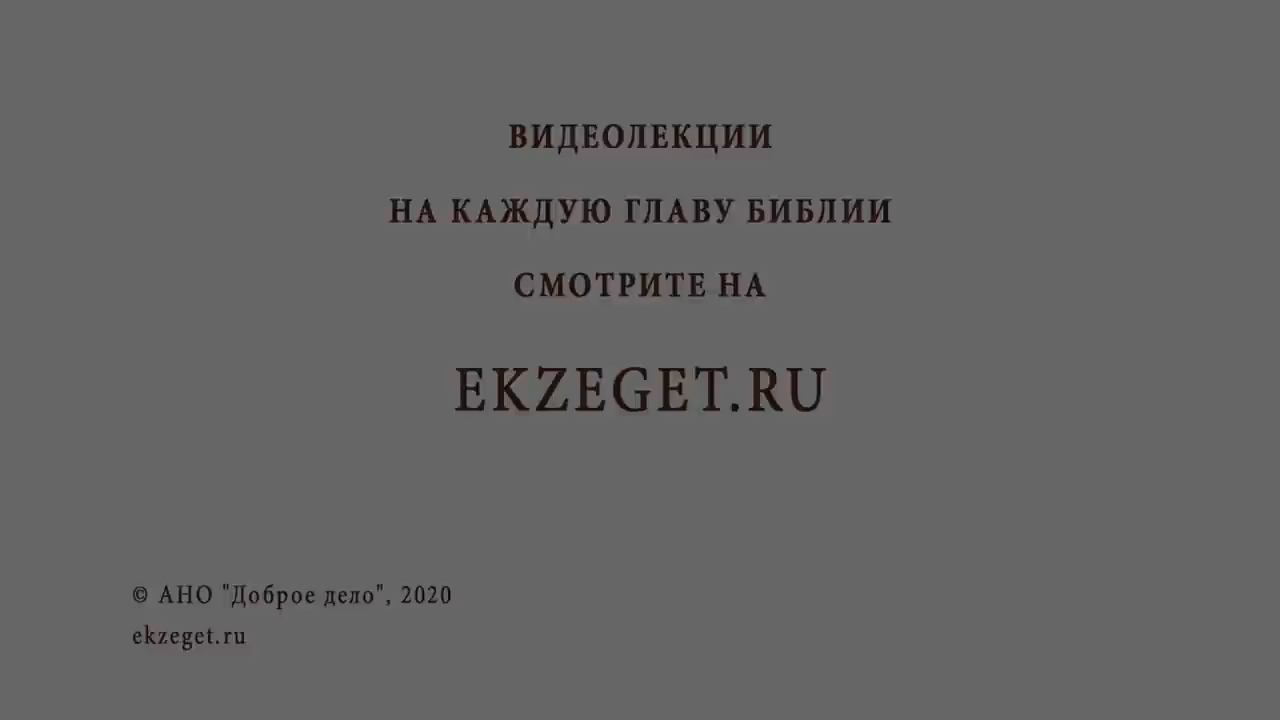 ВИДЕОЛЕКЦИИ
НА КАЖДУЮ ГЛАВУ БИБЛИИ
СМОТРИТЕ НА
EKZEGET.RU
© АНО "Доброе дело", 2020
ekzeget.ru